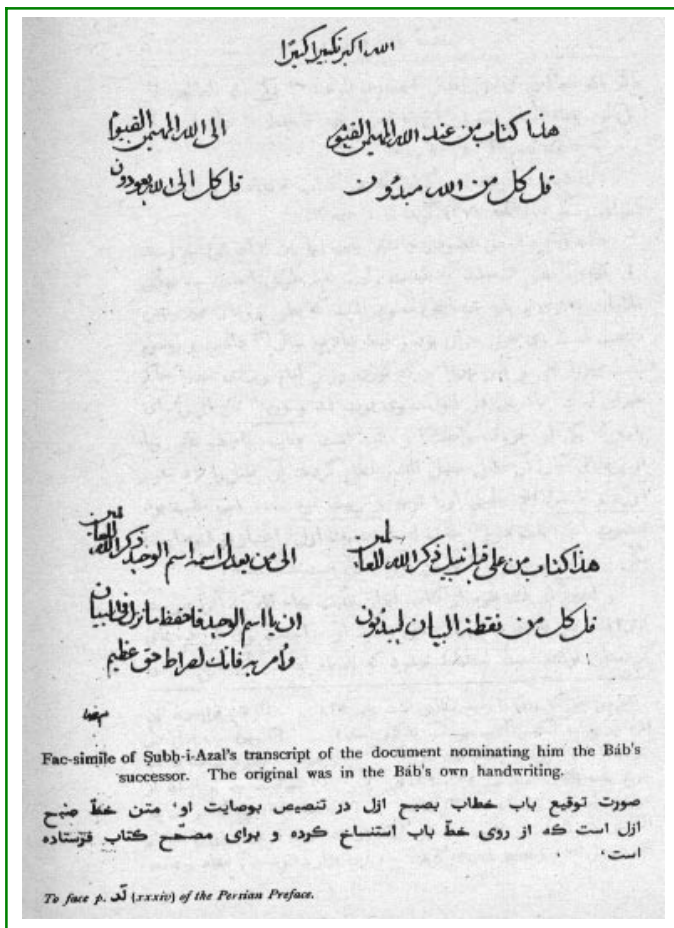 الله اکبر تکبیرا کبیرا
هذا کتاب من عند الله المهیمن القیوم الی الله المهیمن القیوم
قل کل من الله مبدئون قل کل الی الله یعودون
هذا کتاب من علی قبل نبیل ذکر الله للعالمین الی من یعدل اسمه اسم الوحید ذکر الله للعالمین
قل کل من نقطة البیان لیبدئون ان یا اسم الوحید فاحفظ ما نزل فی البیان
وأمر به فانک لصراط حق عظیم
Fac-simile of Ṣubḥ-i-Azal's transcript of the document nominating him the Báb's
successor. The original was in the Báb's own handwriting.
صورت توقیع باب خطاب بصبح ازل در تنصیص بوصایت او، متن خطّ صبح
ازل است که از روی خطّ باب استنساخ کرده و برای مصحّح کتاب فرستاده
است،
To face p. لد (xxxiv) of the Persian Preface.